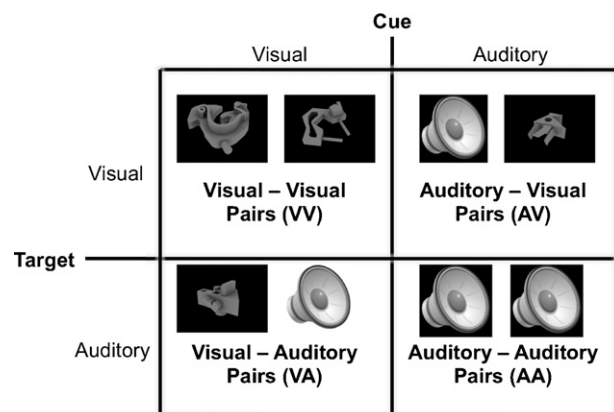 Cue
Visual
Auditory
Visual
Visual – Visual
Pairs (VV)
Auditory – Visual
Pairs (AV)
Target
Auditory
Visual – Auditory
Pairs (VA)
Auditory – Auditory
Pairs (AA)